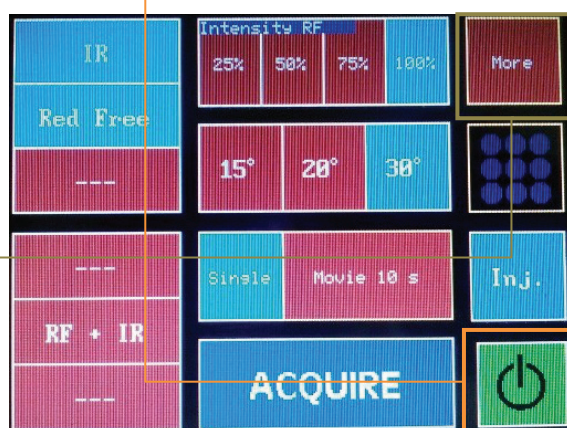 IR
Red Free
---
---
RF + IR
---
Intensity RF
25% 50% 75% 100%
15° 20° 30°
Single Movie 10 s
ACQUIRE
More
Inj.